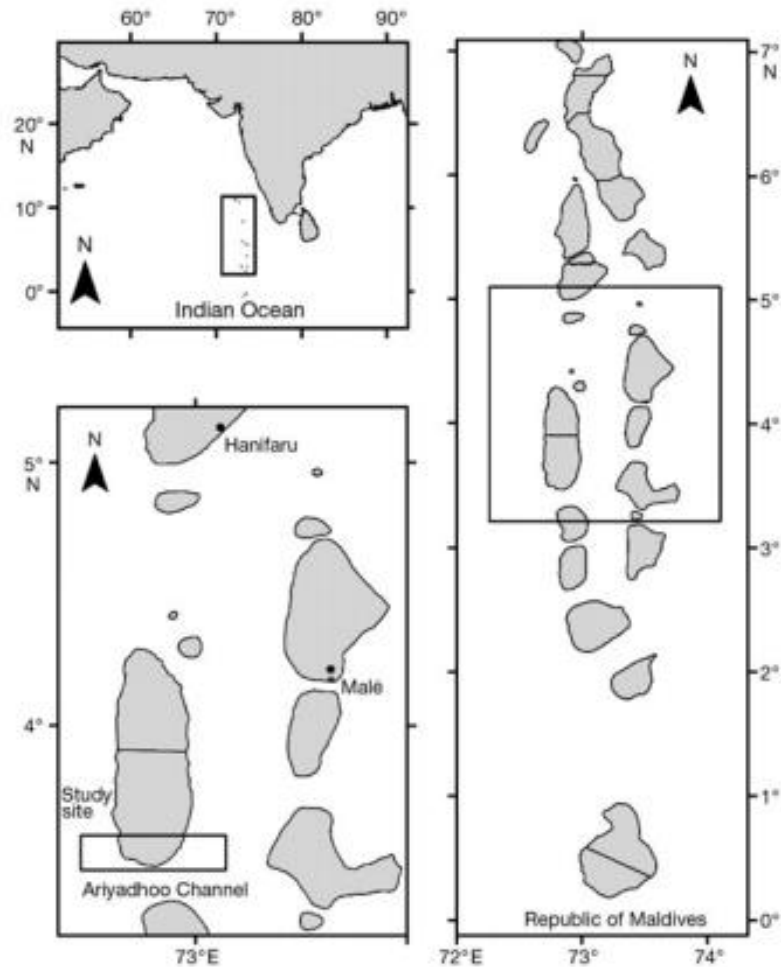 60° 70° 80° 90°
20°
N
10°
0°
N
Indian Ocean
N
5°
N
4°
Hanifaru
Malé
Study
site
Ariyadhoo Channel
73°E
N
7°
N
6°
5°
4°
3°
2°
1°
0°
Republic of Maldives
72°E 73° 74°